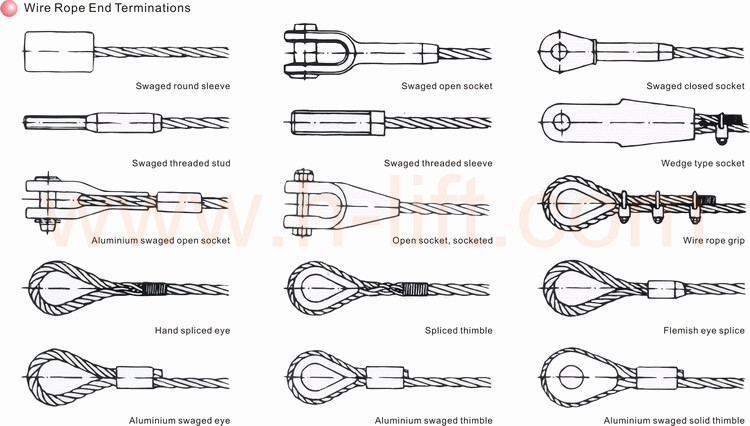 Wire Rope End Terminations
Swaged round sleeve
Swaged open socket
Swaged closed socket
Swaged threaded stud
Swaged threaded sleeve
Wedge type socket
www.h-lift.com
Aluminium swaged open socket
Open socket, socketed
Wire rope grip
Hand spliced eye
Spliced thimble
Flemish eye splice
Aluminium swaged eye
Aluminium swaged thimble
Aluminium swaged solid thimble